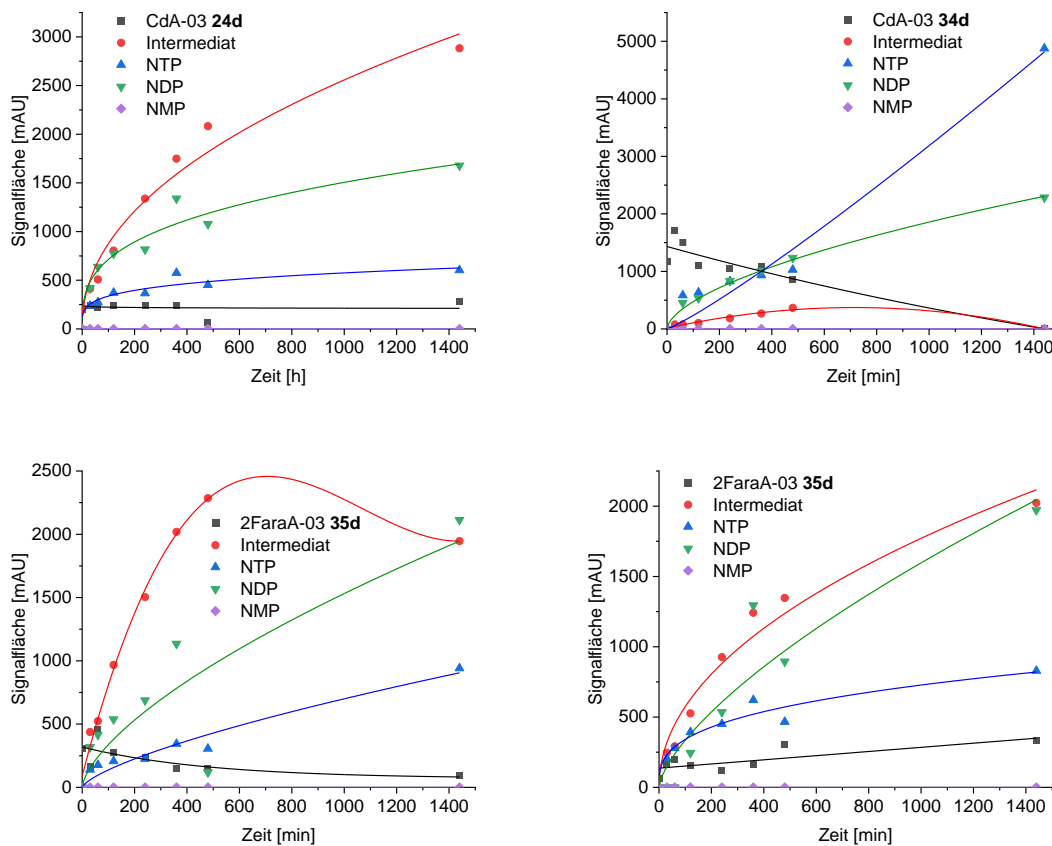 CdA-03 24d
Intermediat
NTP
NDP
NMP
3000
2500
2000
1500
1000
500
0
Signalfläche [mAU]
0 200 400 600 800 1000 1200 1400
Zeit [h]
CdA-03 34d
Intermediat
NTP
NDP
NMP
5000
4000
3000
2000
1000
0
Signalfläche [mAU]
0 200 400 600 800 1000 1200 1400
Zeit [min]
2FaraA-03 35d
Intermediat
NTP
NDP
NMP
2500
2000
1500
1000
500
0
Signalfläche [mAU]
0 200 400 600 800 1000 1200 1400
Zeit [min]
2FaraA-03 35d
Intermediat
NTP
NDP
NMP
2000
1500
1000
500
0
Signalfläche [mAU]
0 200 400 600 800 1000 1200 1400
Zeit [min]